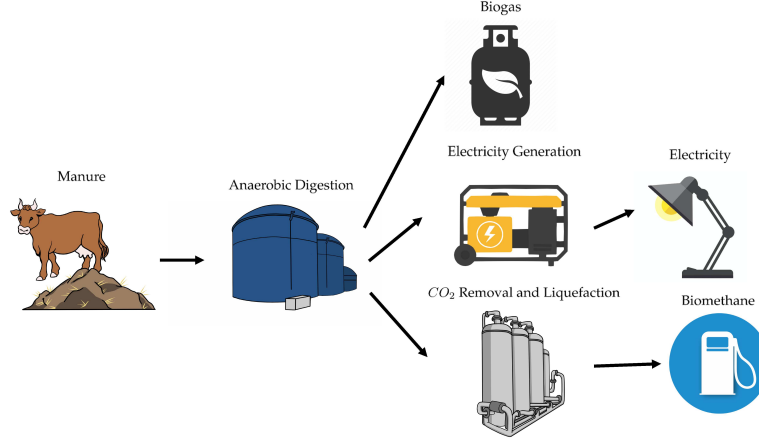 Biogas
Electricity Generation
Electricity
Manure
Anaerobic Digestion
CO₂ Removal and Liquefaction
Biomethane